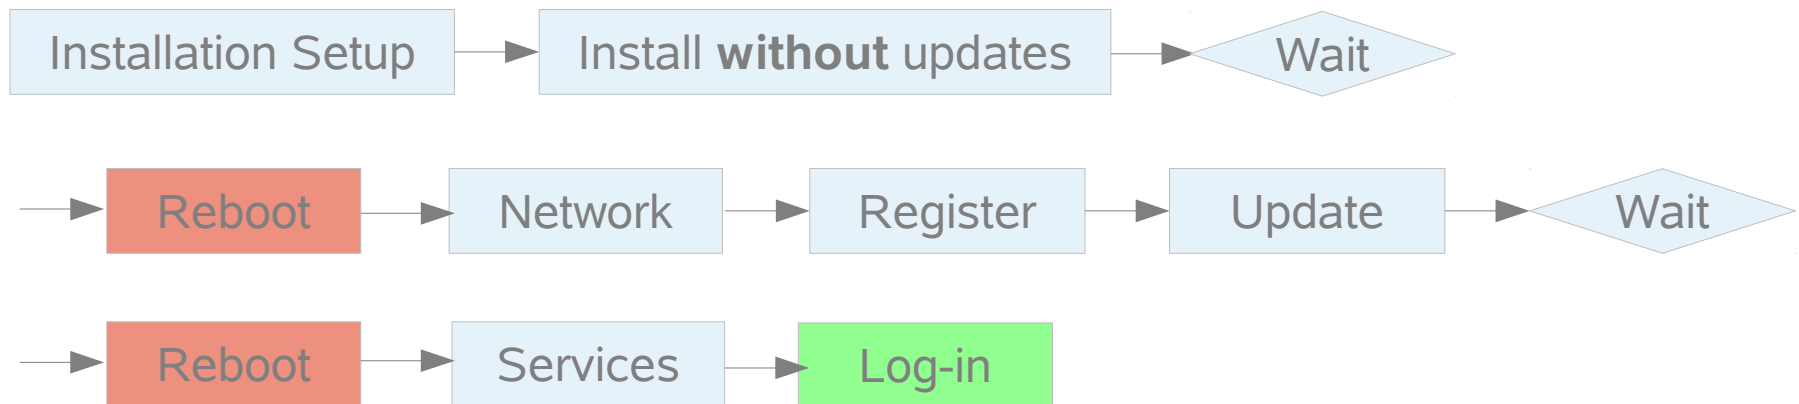 Installation Setup Install without updates Wait
Reboot Network Register Update Wait
Reboot Services Log-in